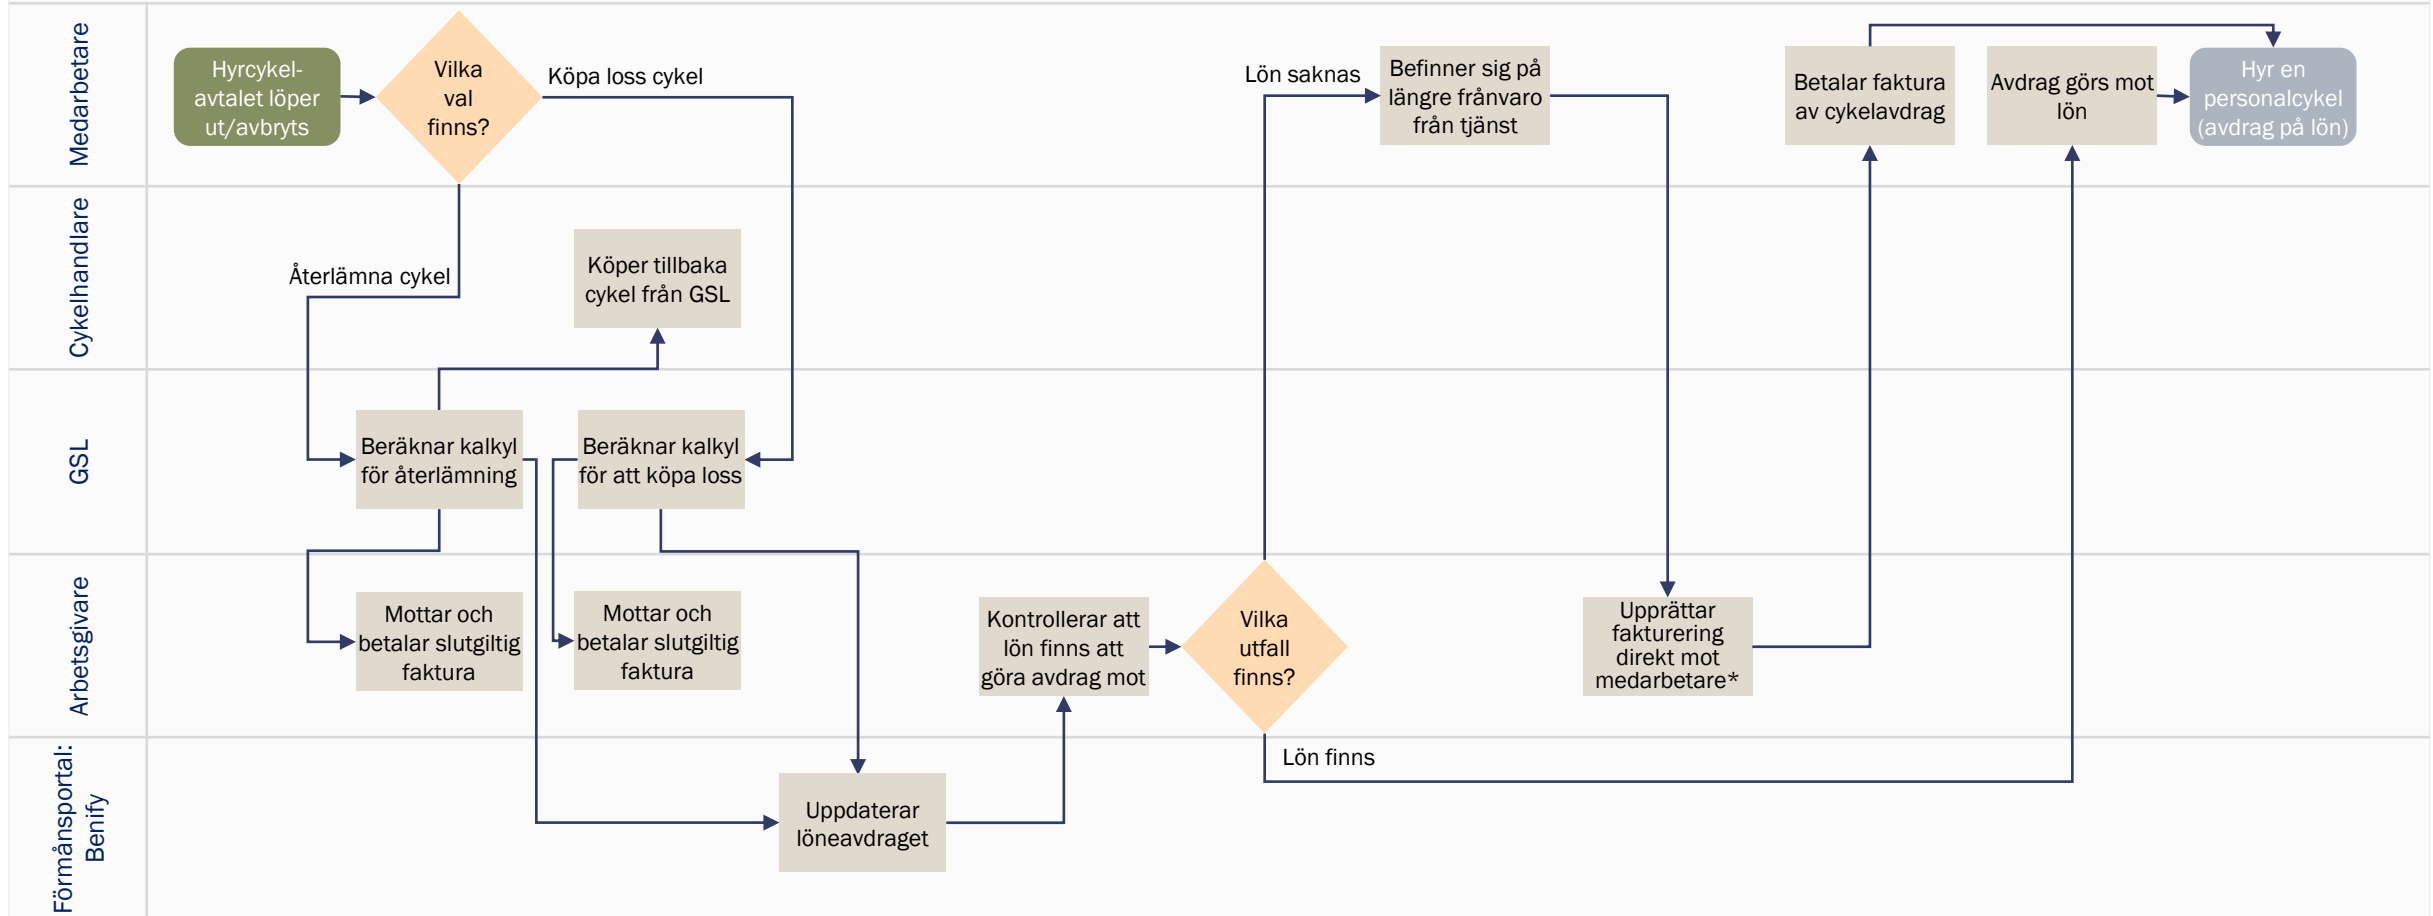 Medarbetare
Hyrcykel-
avtalet löper
ut/avbryts
Vilka
val
finns?
Köpa loss cykel
Lön saknas
Befinner sig på
längre frånvaro
från tjänst
Betalar faktura
av cykelavdrag
Avdrag görs mot
lön
Hyr en
personalcykel
(avdrag på lön)
Cykelhandlare
Återlämna cykel
Köper tillbaka
cykel från GSL
GSL
Beräknar kalkyl
för återlämning
Beräknar kalkyl
för att köpa loss
Arbetsgivare
Mottar och
betalar slutgiltig
faktura
Mottar och
betalar slutgiltig
faktura
Kontrollerar att
lön finns att
göra avdrag mot
Vilka
utfall
finns?
Upprättar
fakturering
direkt mot
medarbetare*
Förmånsportal:
Benify
Lön finns
Uppdaterar
löneavdraget